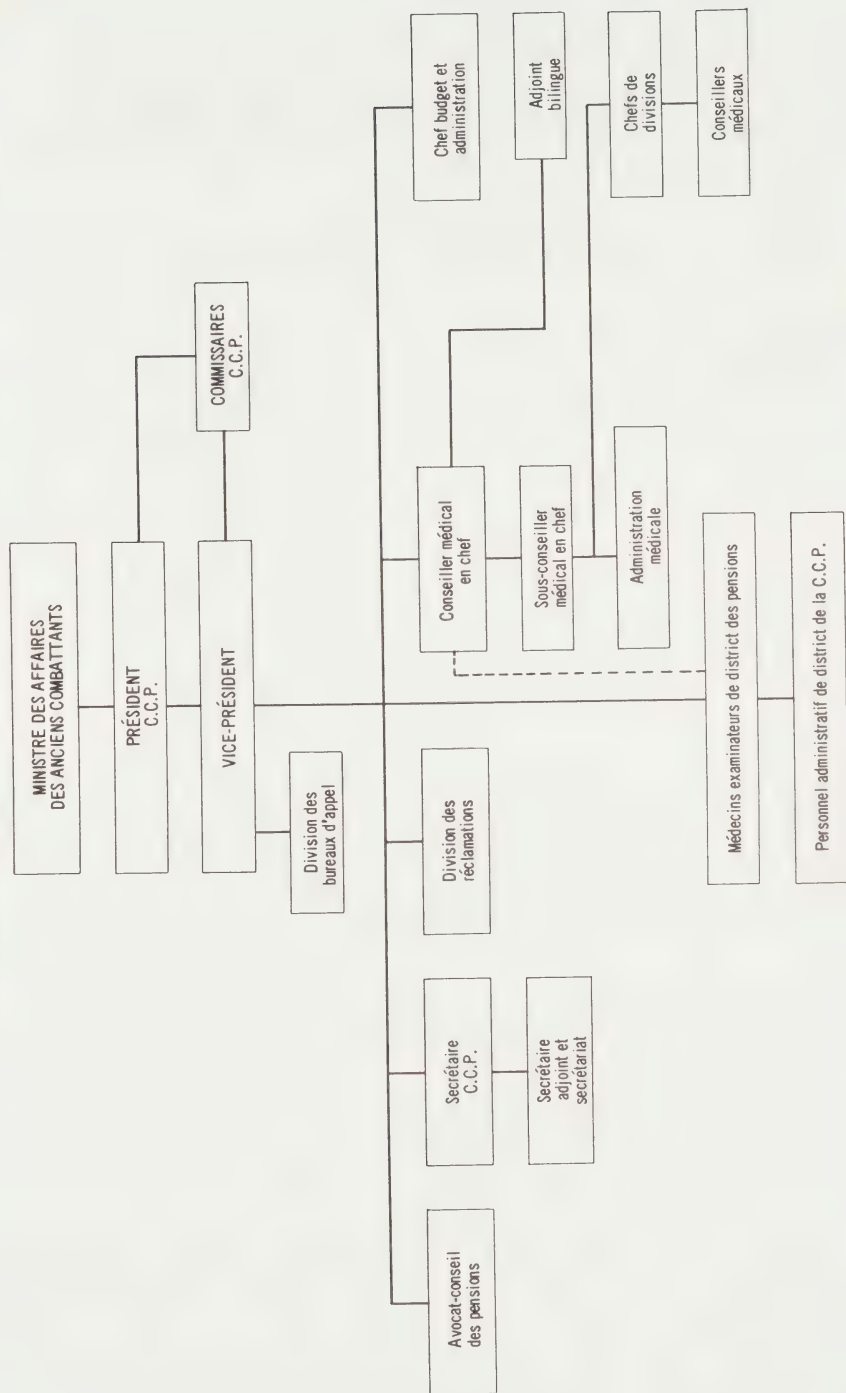 MINISTRE DES AFFAIRES
DES ANCIENS COMBATTANTS
PRÉSIDENT
C.C.P.
COMMISSAIRES
C.C.P.
VICE-PRÉSIDENT
Division des
bureaux d'appel
Avocat-conseil
des pensions
Secrétaire
C.C.P.
Secrétaire
adjoint et
secrétariat
Division des
réclamations
Conseiller médical
en chef
Sous-conseiller
médical en chef
Administration
médicale
Chef budget et
administration
Adjoint
bilingue
Chefs de
divisions
Conseillers
médicaux
Médecins examinateurs de district des pensions
Personnel administratif de district de la C.C.P.